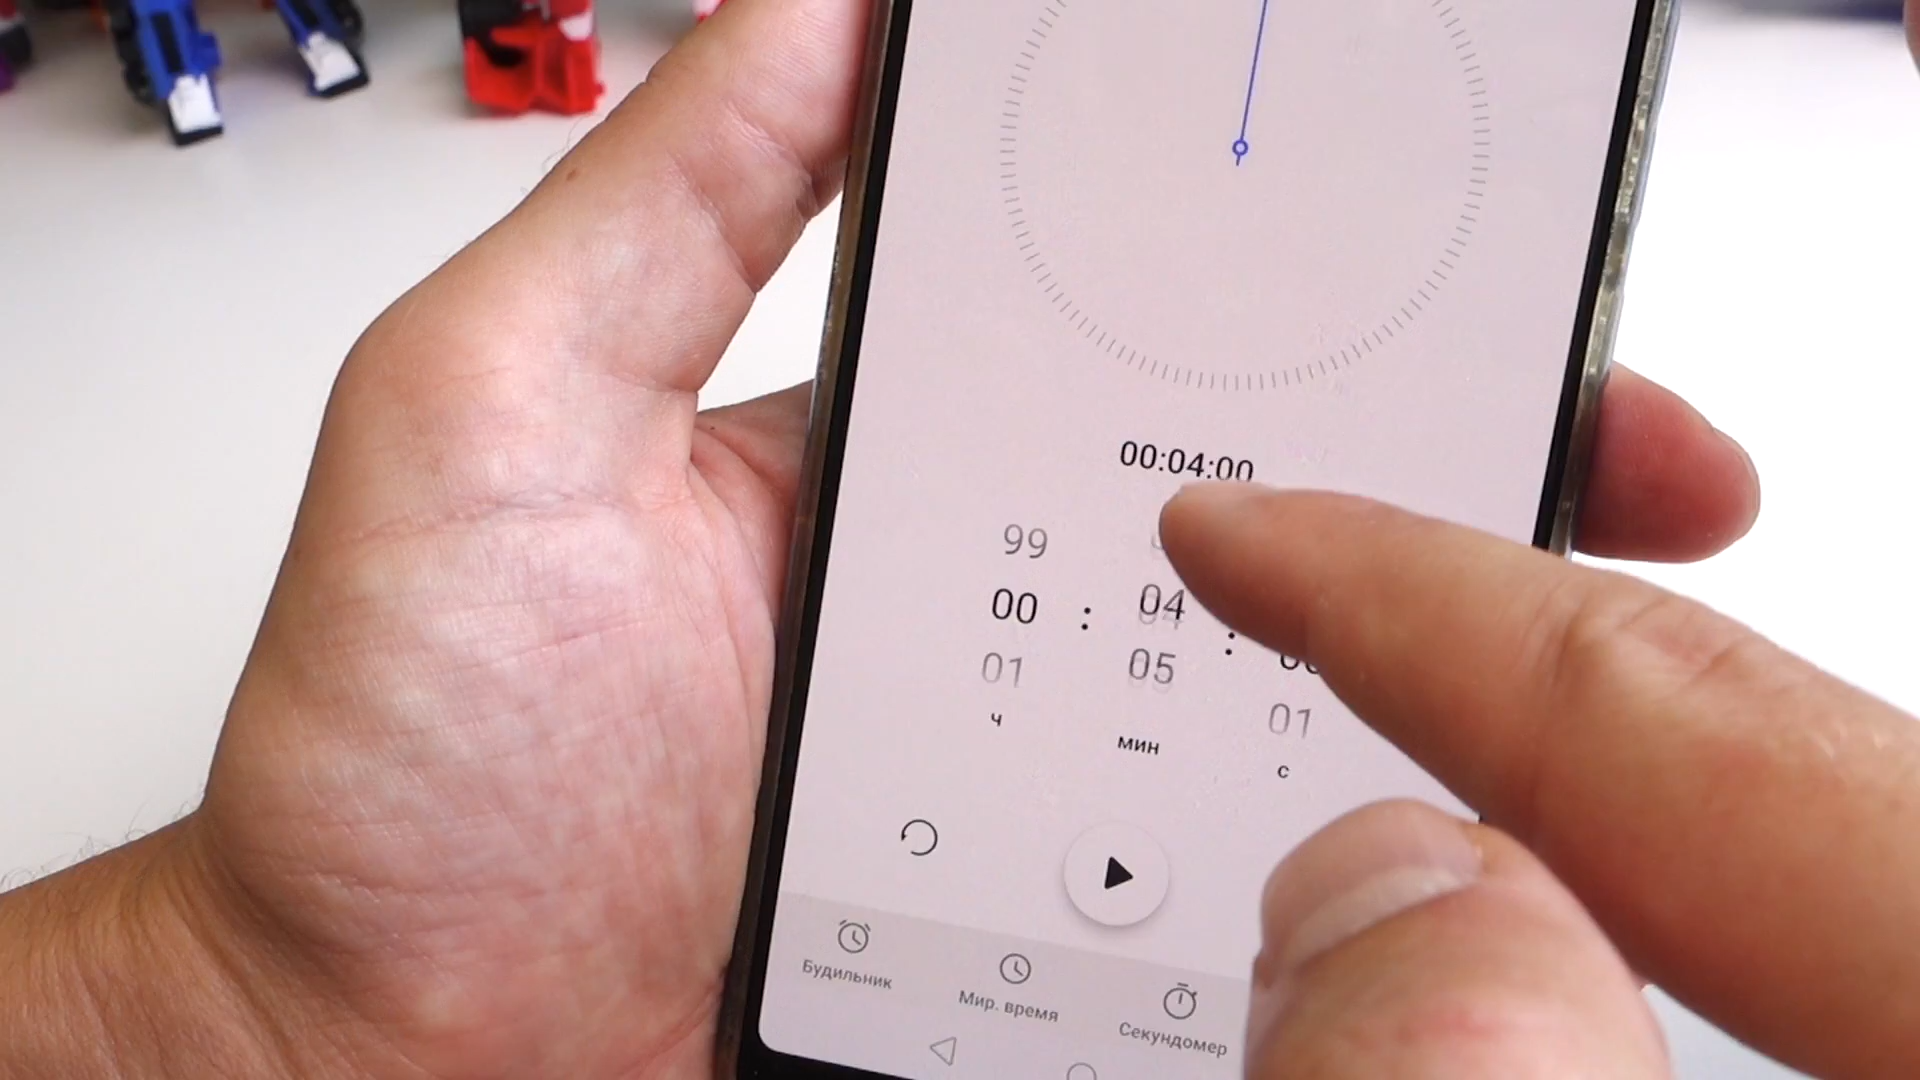 00:04:00
99
00 : 04 :
01 05 01
ч мин с
Будильник Мир. время Секундомер